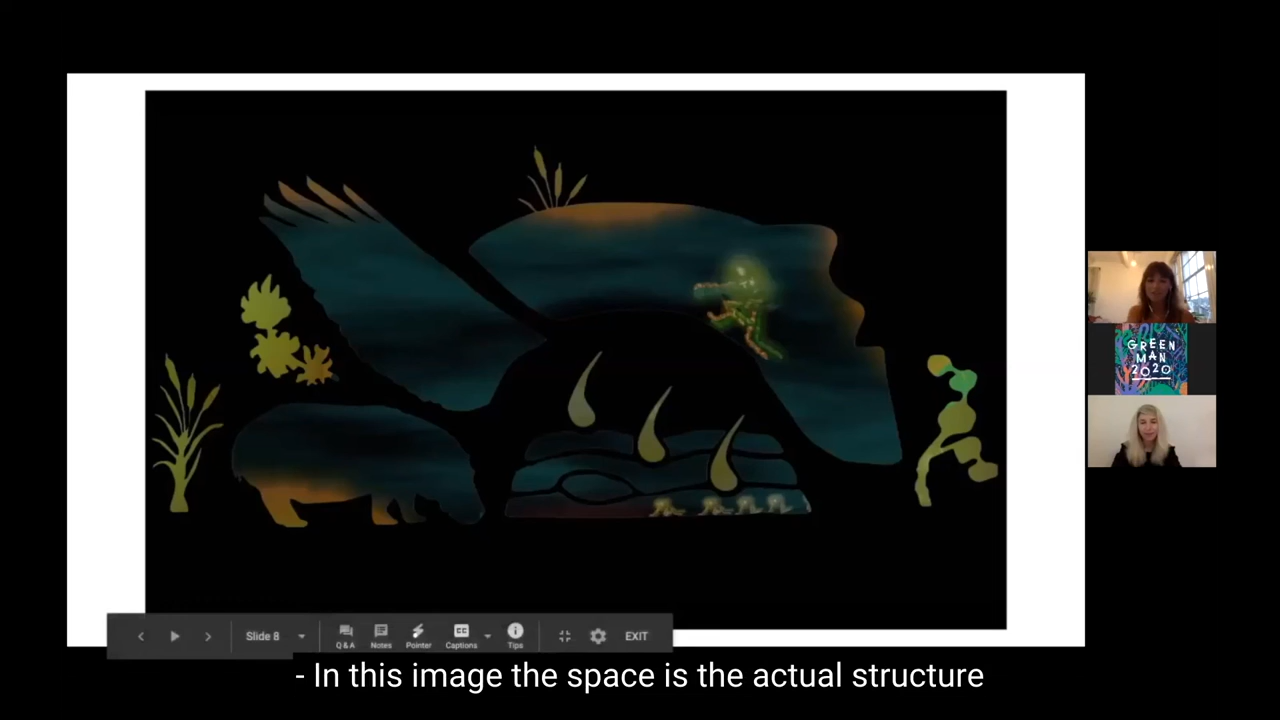 GREEN
MAN
2020
Slide 8
Q&A
Notes
Pointer
Captions
Tips
EXIT
- In this image the space is the actual structure